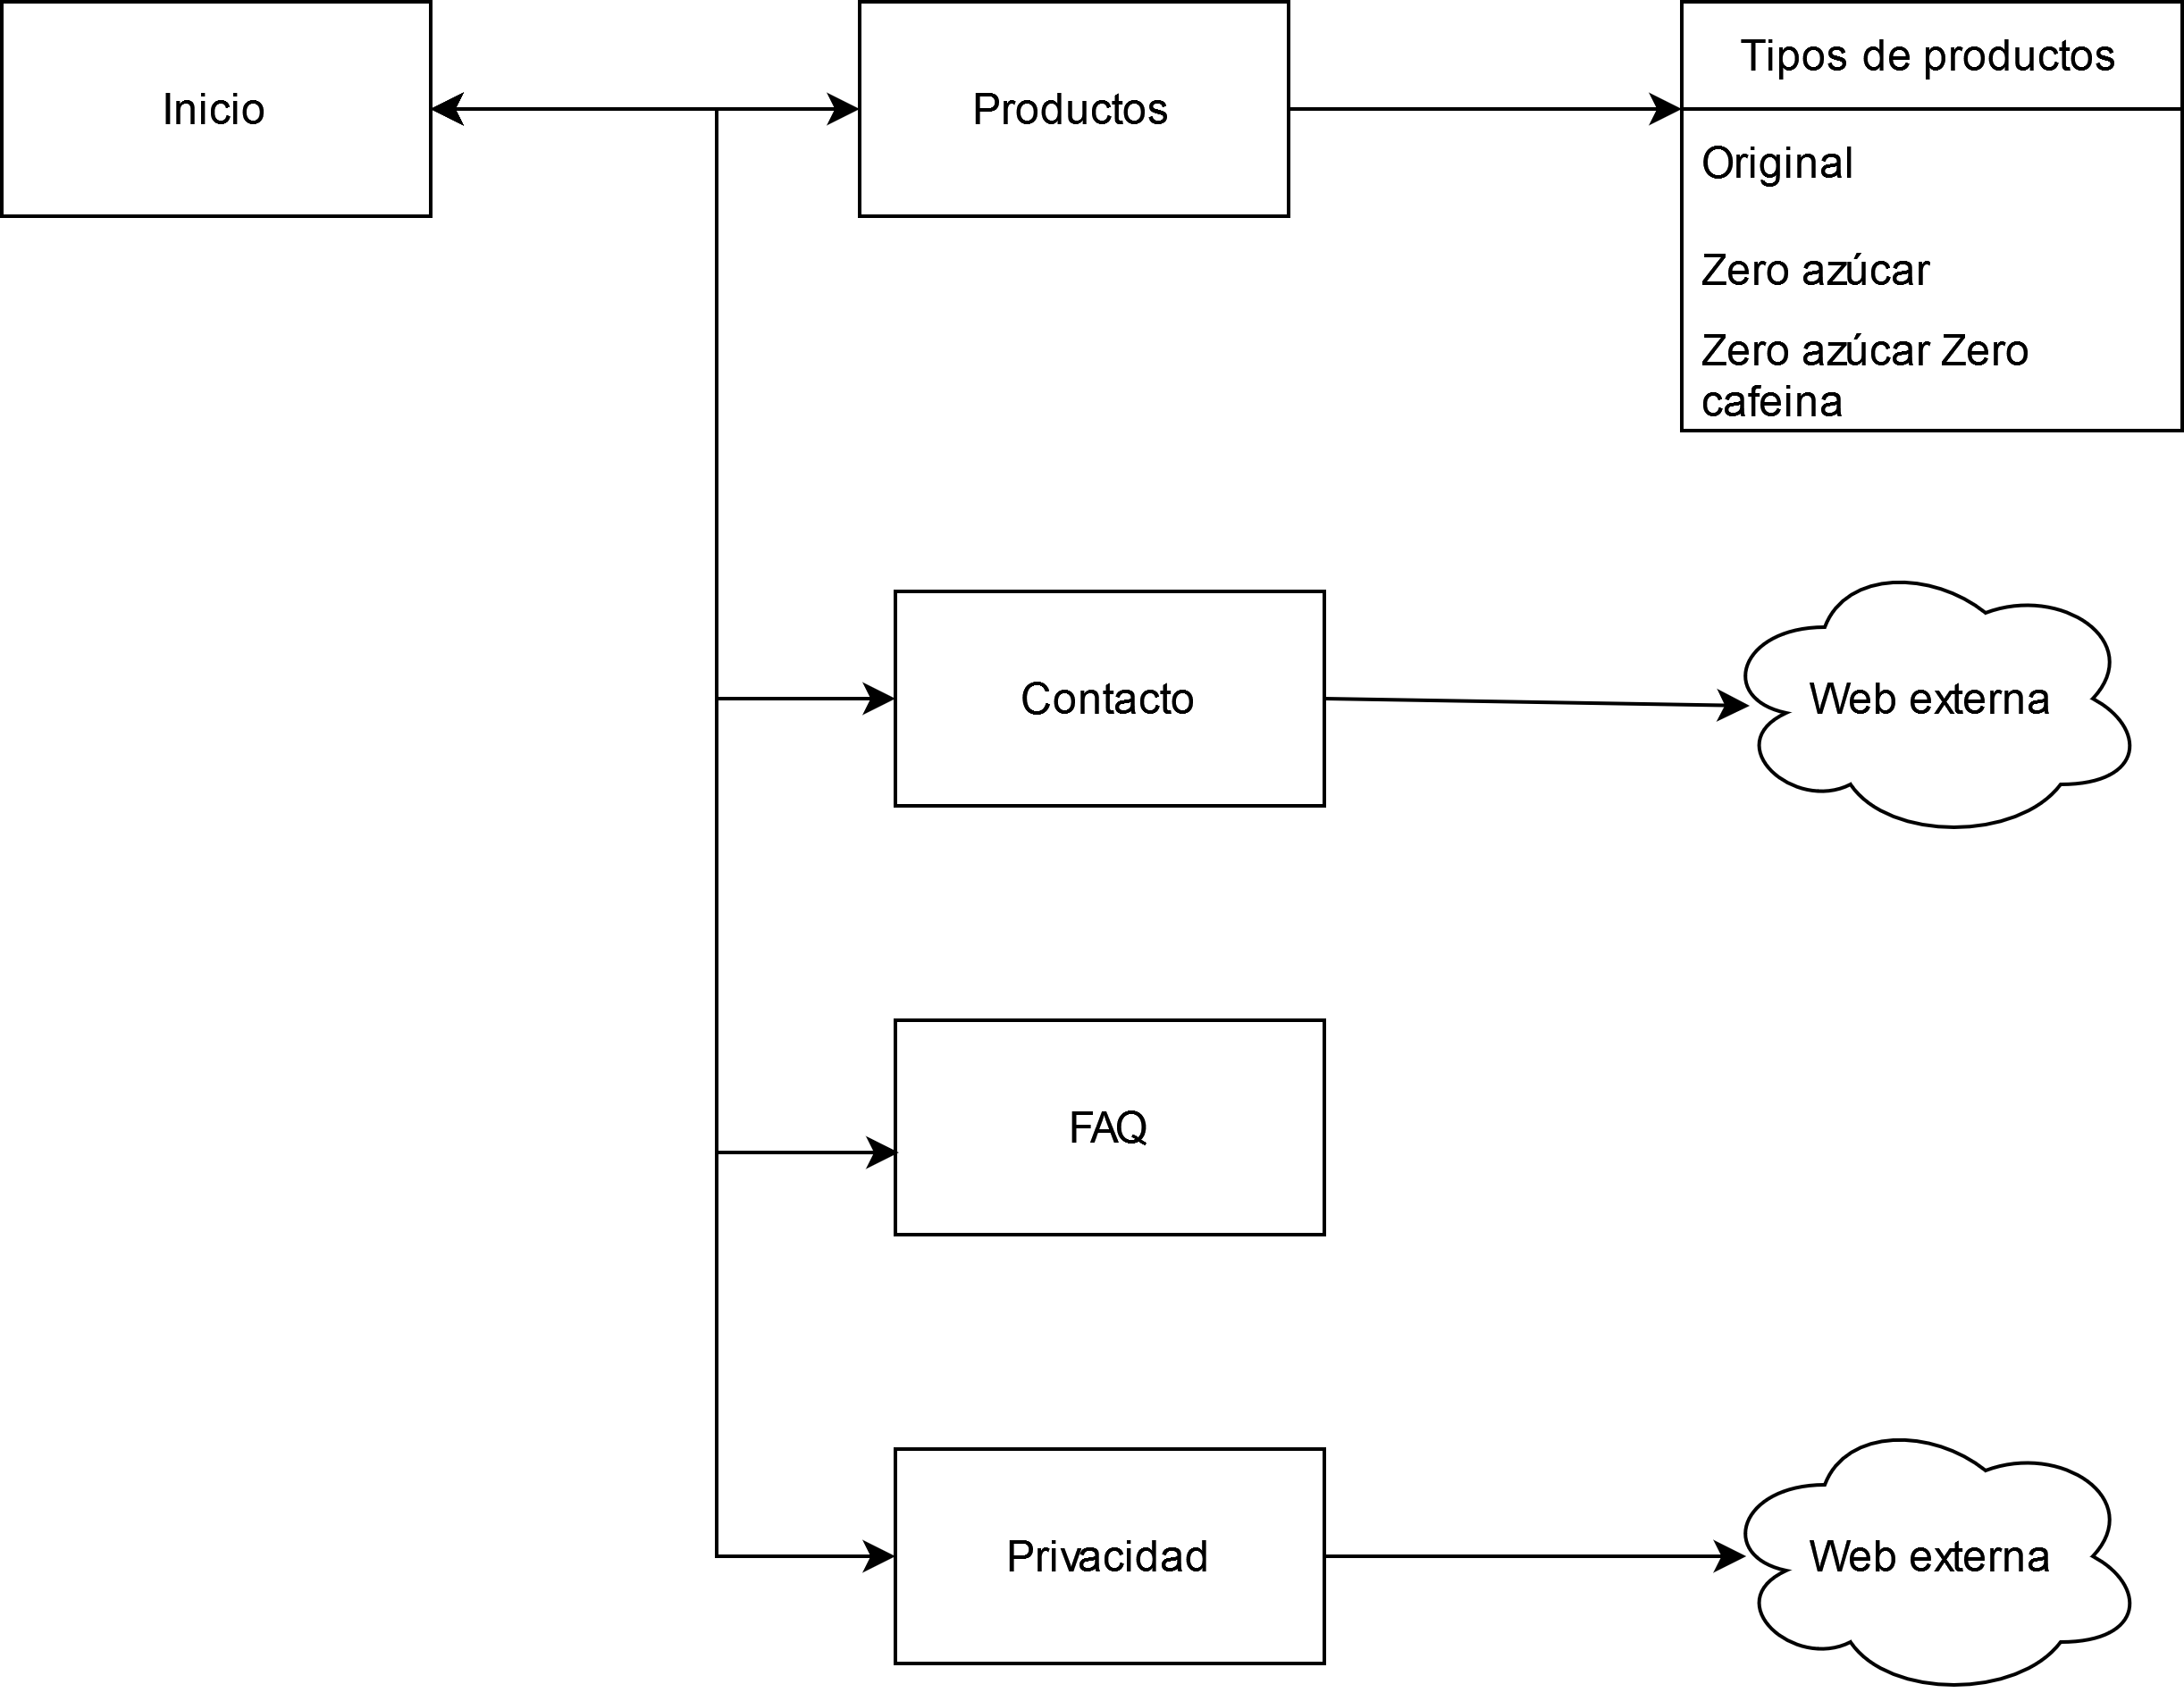 Inicio
Productos
Tipos de productos
Original
Zero azúcar
Zero azúcar Zero
cafeina
Contacto
Web externa
FAQ
Privacidad
Web externa